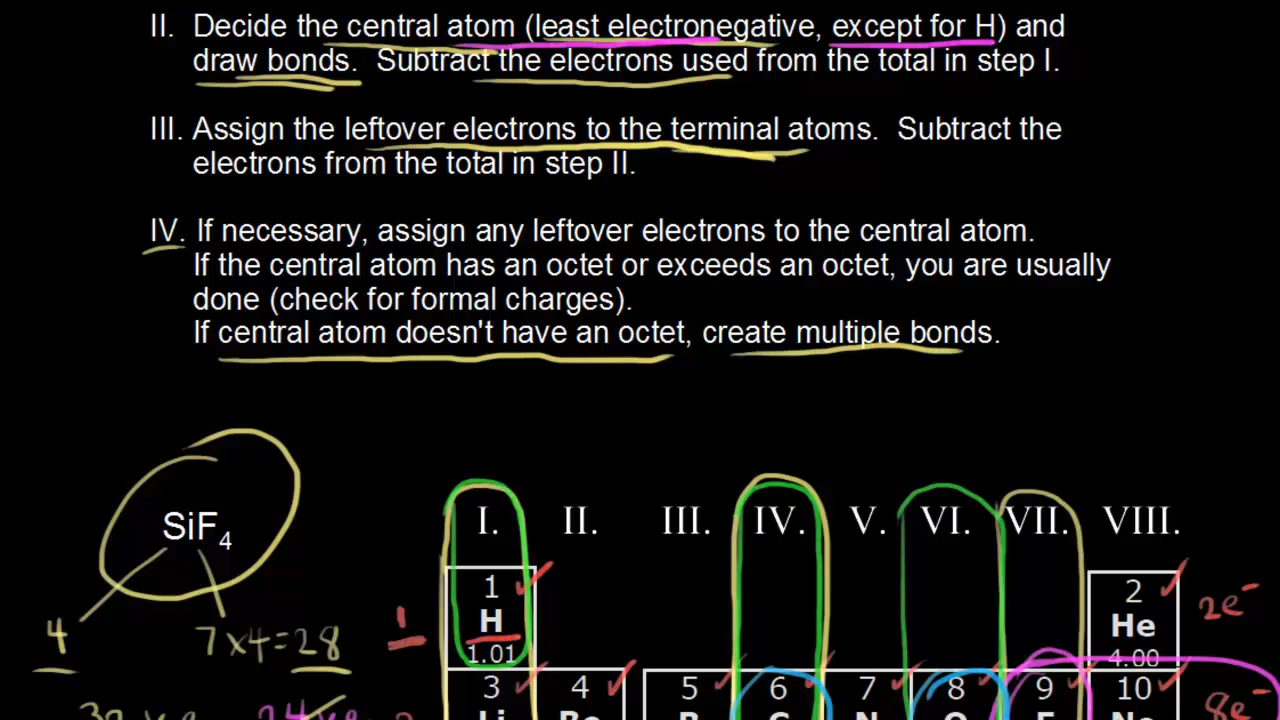 II. Decide the central atom (least electronegative, except for H) and
draw bonds. Subtract the electrons used from the total in step I.
III. Assign the leftover electrons to the terminal atoms. Subtract the
electrons from the total in step II.
IV. If necessary, assign any leftover electrons to the central atom.
If the central atom has an octet or exceeds an octet, you are usually
done (check for formal charges).
If central atom doesn't have an octet, create multiple bonds.
SiF4
I. II. III. IV. V. VI. VII. VIII.
1 2
H He 2e⁻
1.01 4.00
4 7x4=28 1
3 4 5 6 7 8 9 10
Li Be B C N O F Ne 8e⁻